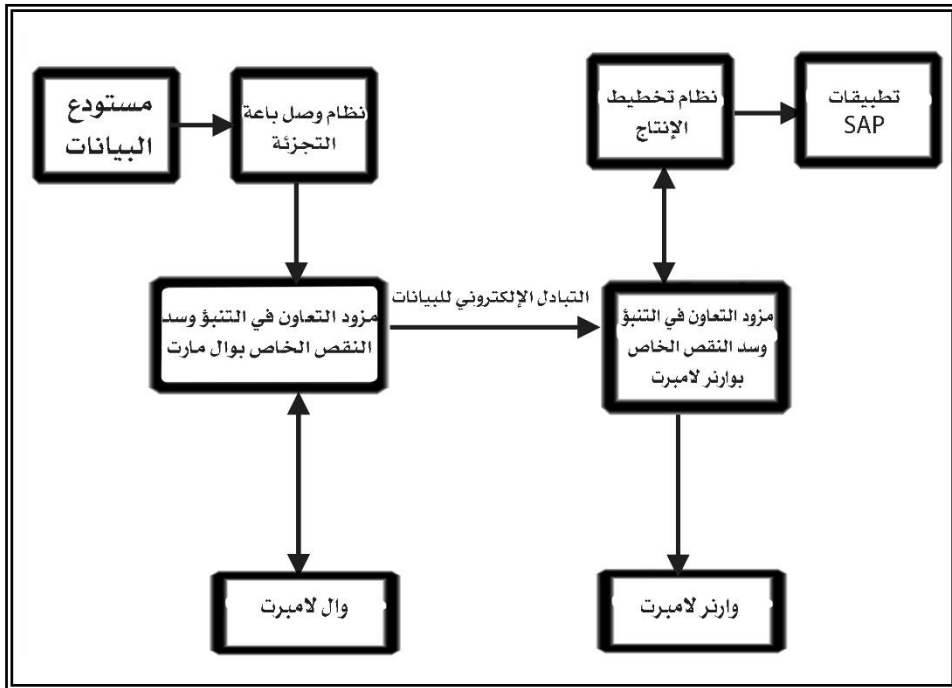 مستودع
البيانات
نظام وصل باعة
التجزئة
نظام تخطيط
الإنتاج
تطبيقات
SAP
مزود التعاون في التنبؤ وسد
النقص الخاص بوال مارت
التبادل الإلكتروني للبيانات
مزود التعاون في التنبؤ
وسد النقص الخاص
بوارنر لامبرت
وال لامبرت
وارنر لامبرت